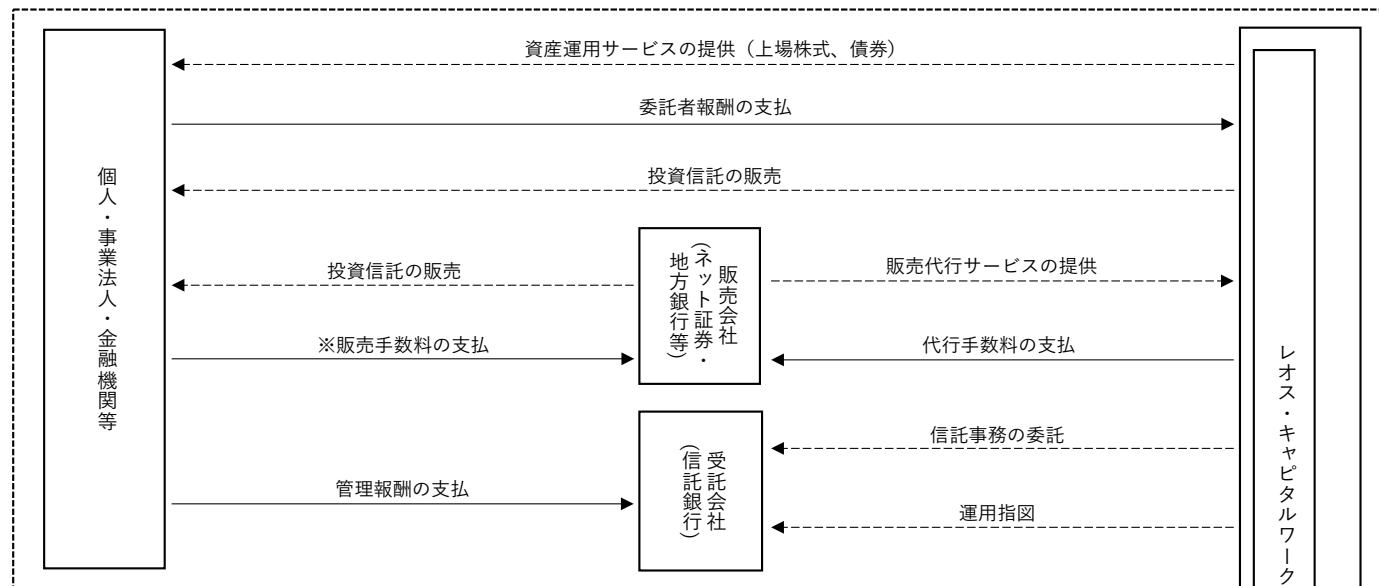 資産運用サービスの提供（上場株式、債券）
委託者報酬の支払
投資信託の販売
個人・事業法人・金融機関等
販売会社
(ネット証券・
地方銀行等)
投資信託の販売
販売代行サービスの提供
※販売手数料の支払
代行手数料の支払
レオス・キャピタルワーク
受託会社
(信託銀行)
信託事務の委託
管理報酬の支払
運用指図